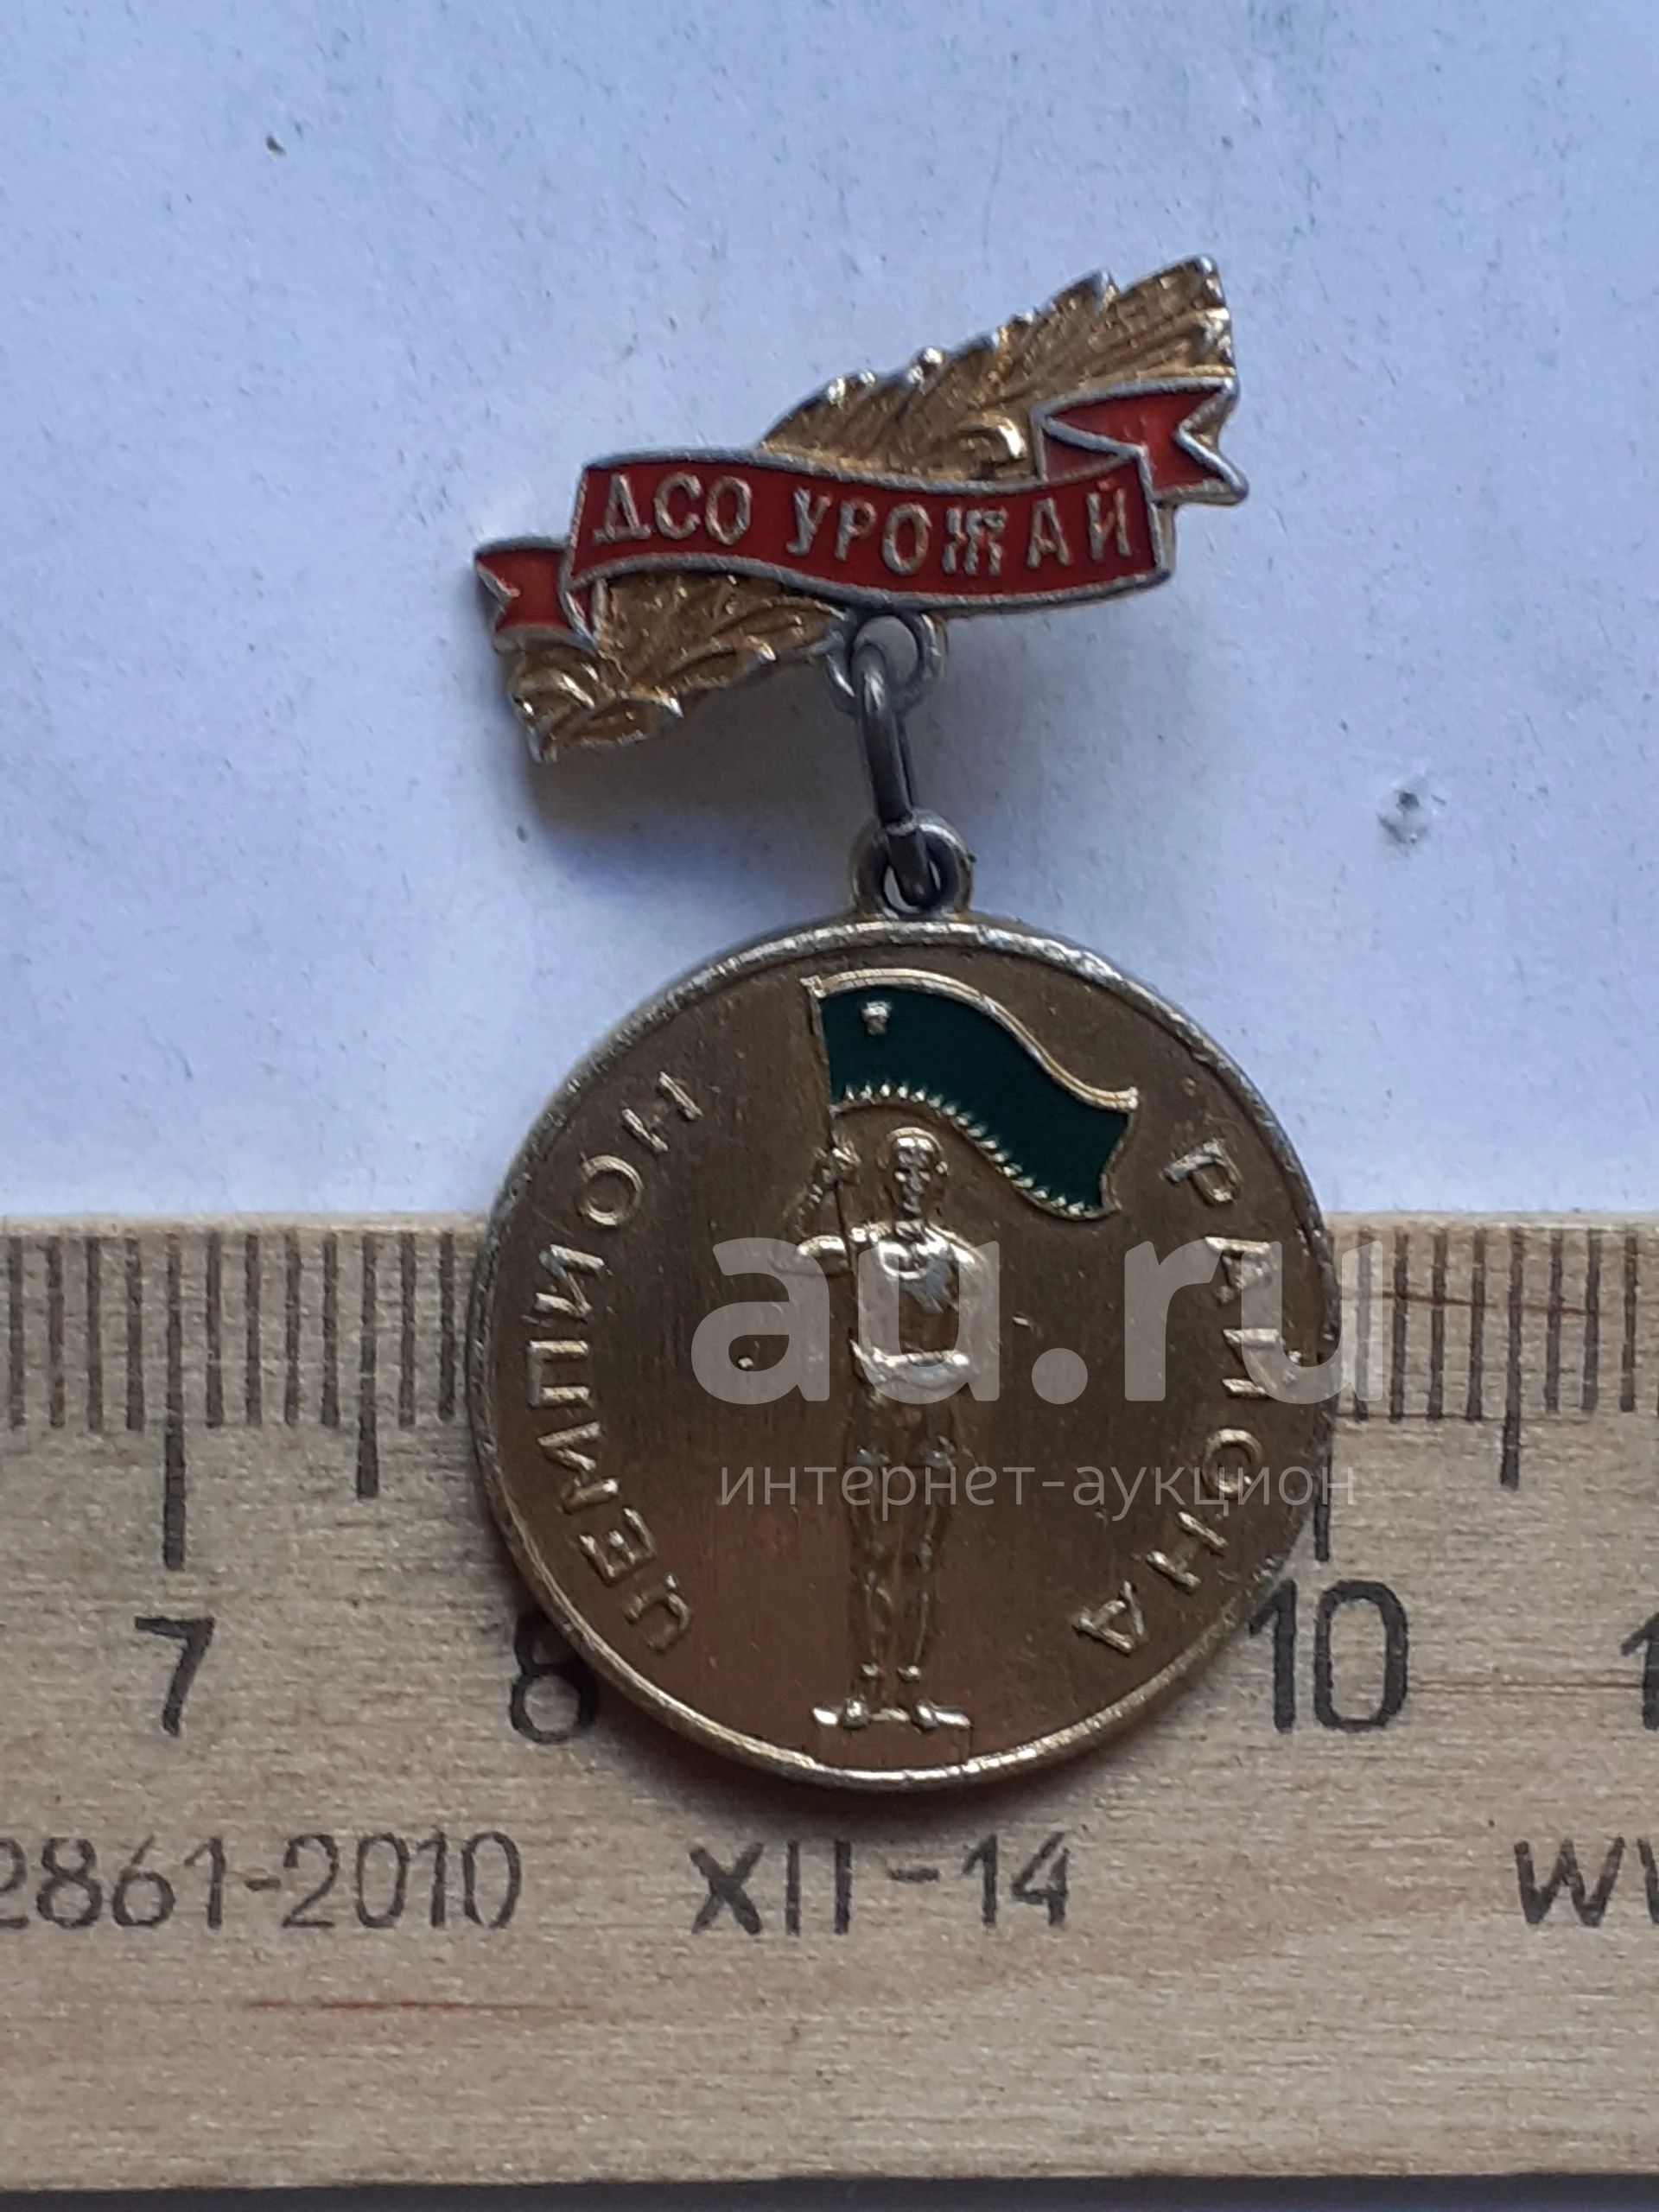 ДСО УРОЖАЙ
ЧЕМПИОН РАЙОНА
au.ru
интернет-аукцион
7 8 10
2861-2010 XII-14